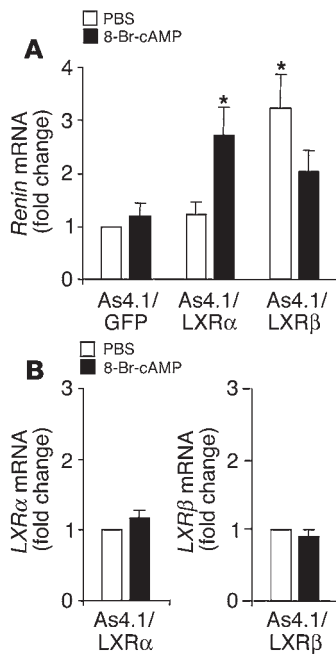 PBS
8-Br-cAMP
A
Renin mRNA
(fold change)
4
3
2
1
0
*
*
As4.1/
GFP
As4.1/
LXRα
As4.1/
LXRβ
B
PBS
8-Br-cAMP
LXRα mRNA
(fold change)
3
2
1
0
As4.1/
LXRα
LXRβ mRNA
(fold change)
3
2
1
0
As4.1/
LXRβ